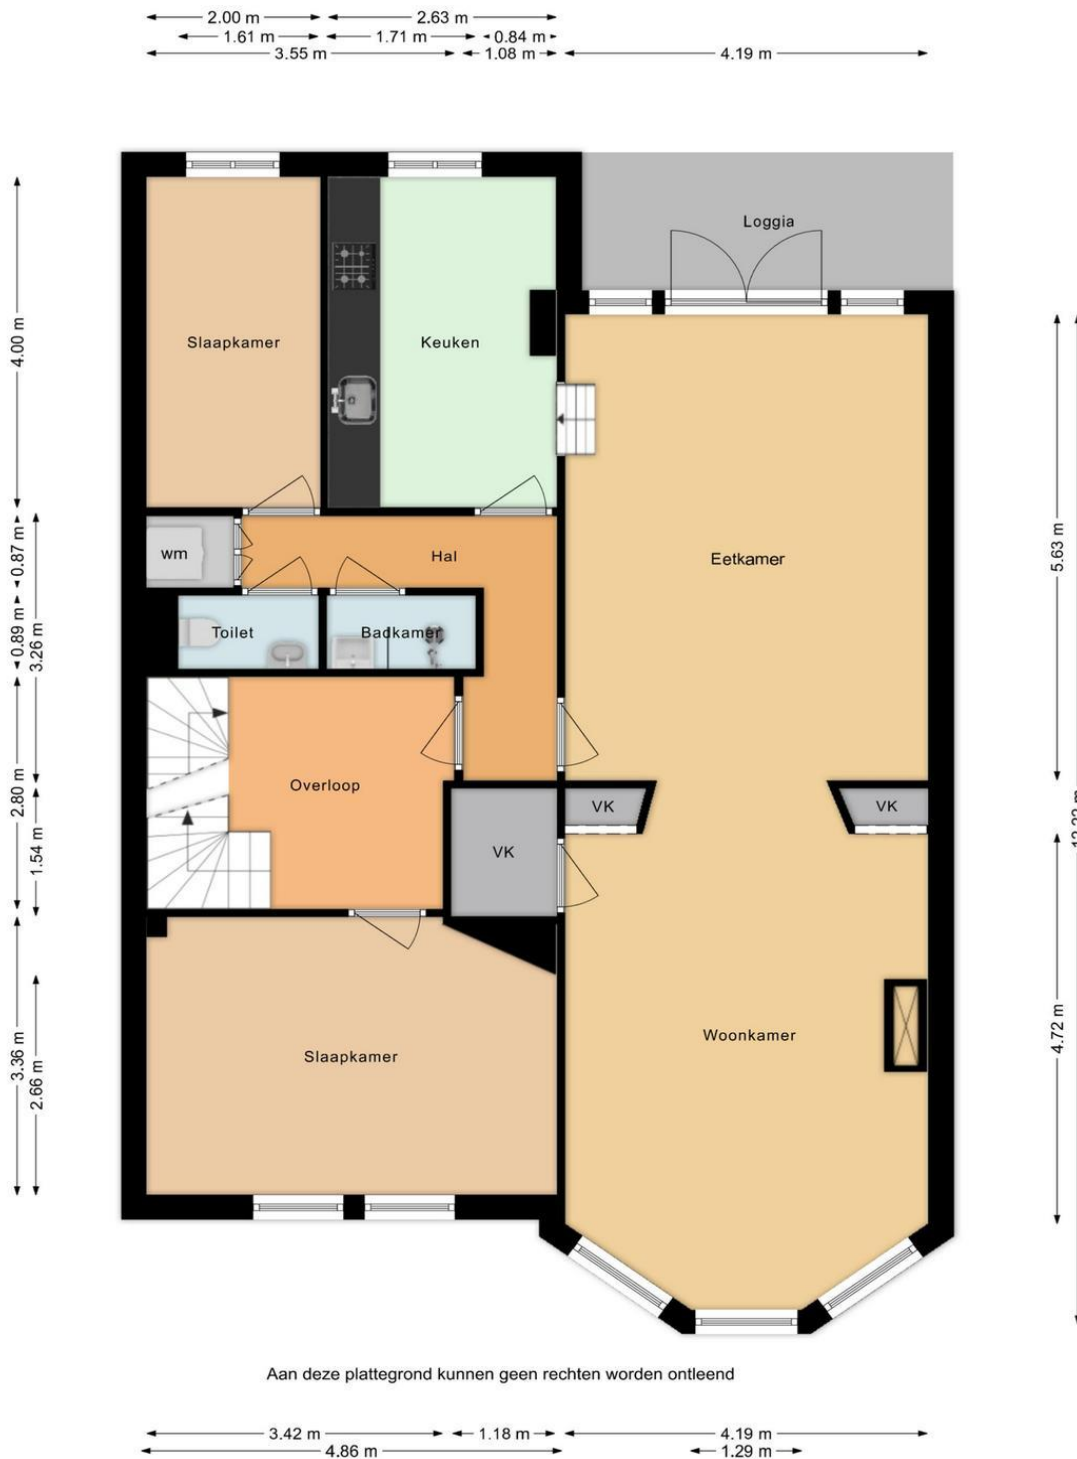 2.00 m
2.63 m
1.61 m
1.71 m
0.84 m
3.55 m
1.08 m
4.19 m
Loggia
4.00 m
Slaapkamer
Keuken
wm
Hal
Eetkamer
5.63 m
0.87 m
0.89 m
3.26 m
Toilet
Badkamer
2.80 m
1.54 m
Overloop
VK
VK
VK
3.36 m
2.66 m
Slaapkamer
Woonkamer
4.72 m
Aan deze plattegrond kunnen geen rechten worden ontleend
3.42 m
1.18 m
4.19 m
4.86 m
1.29 m